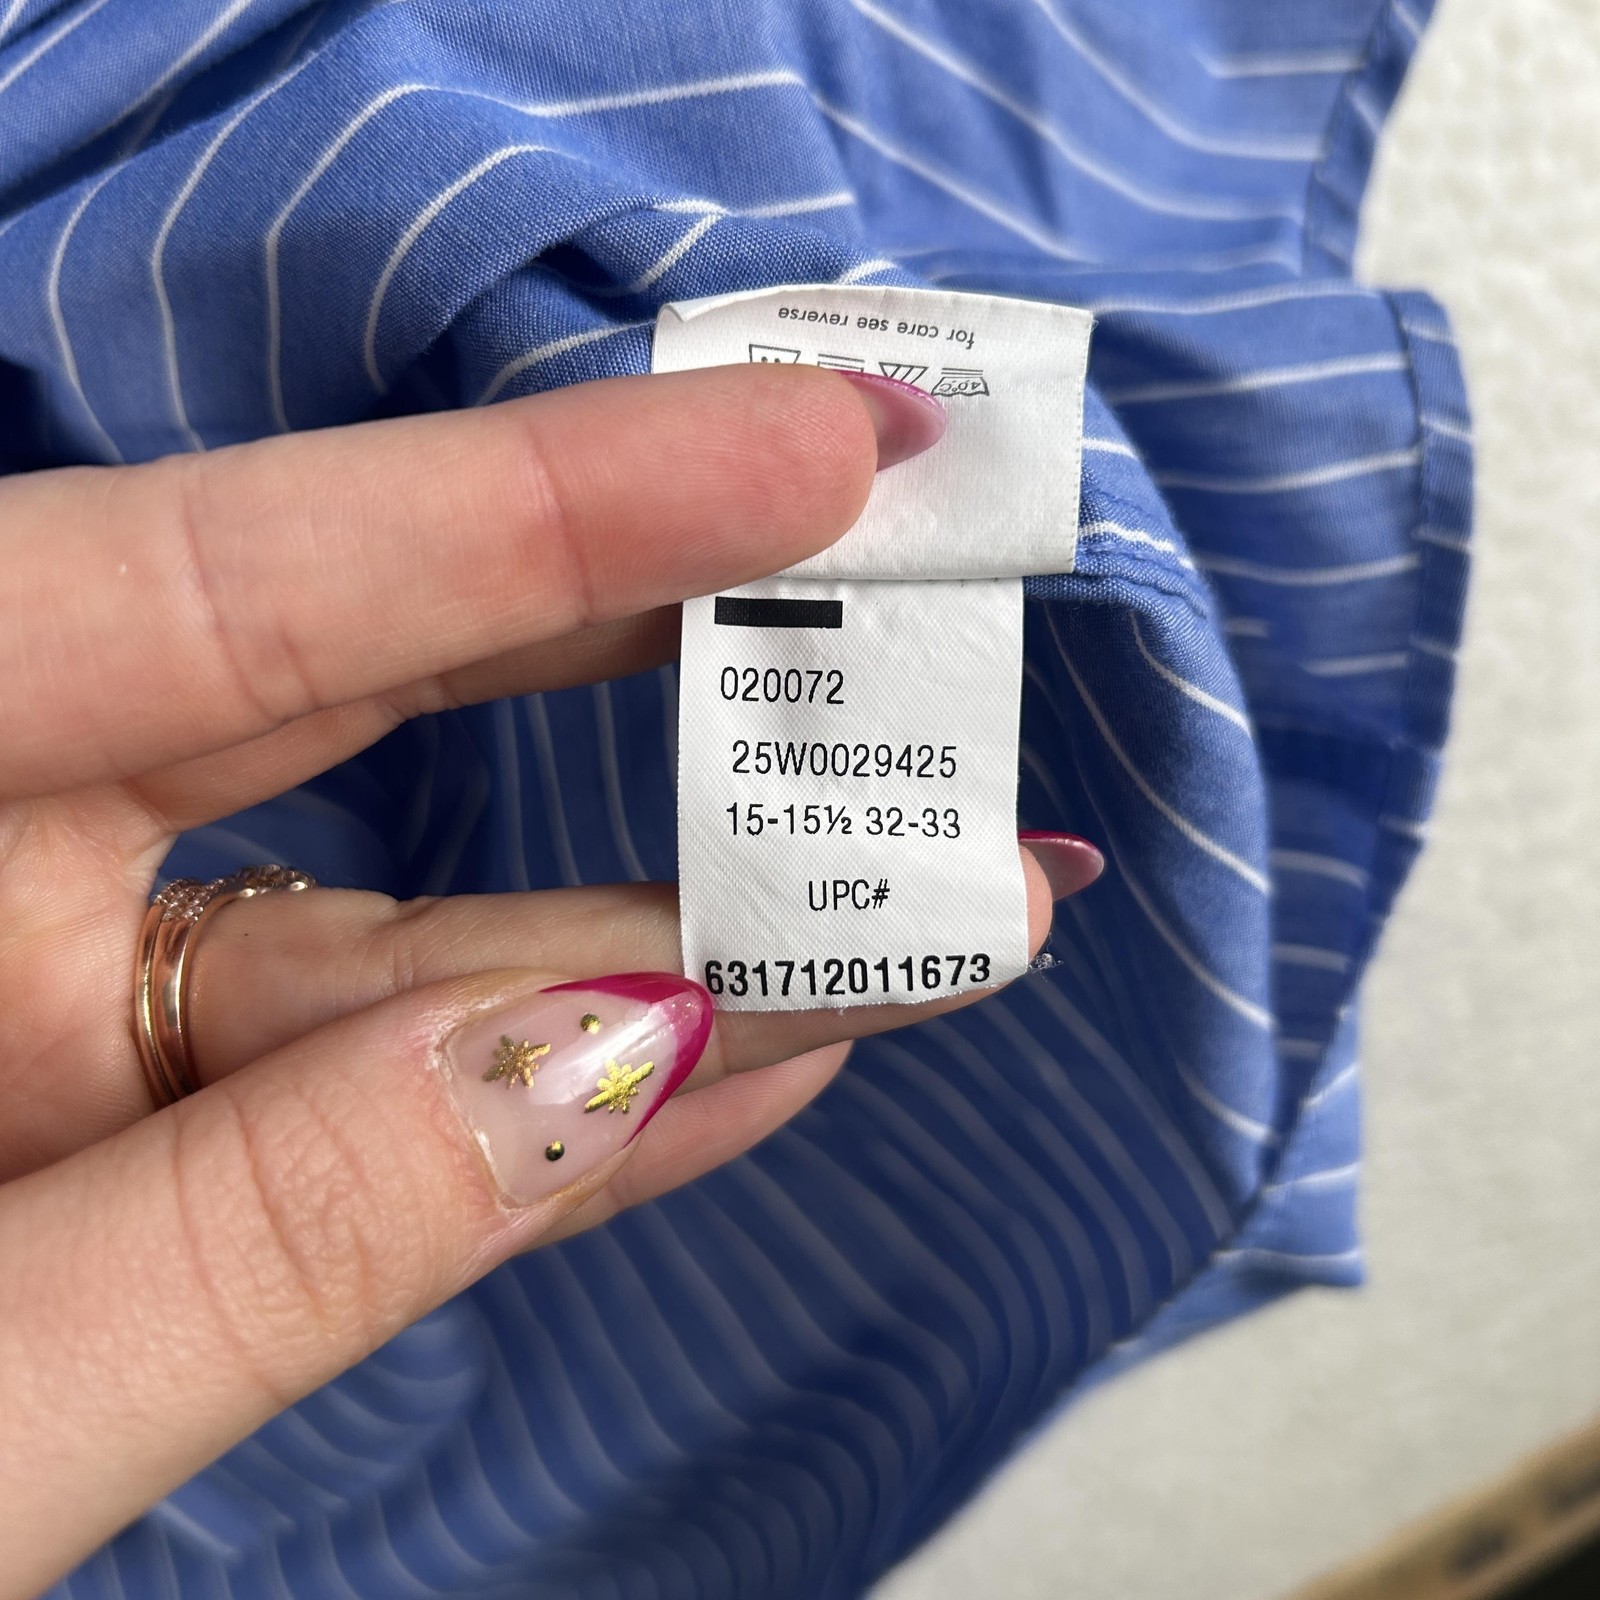 for care see reverse
40°C
020072
25W0029425
15-15½ 32-33
UPC#
631712011673